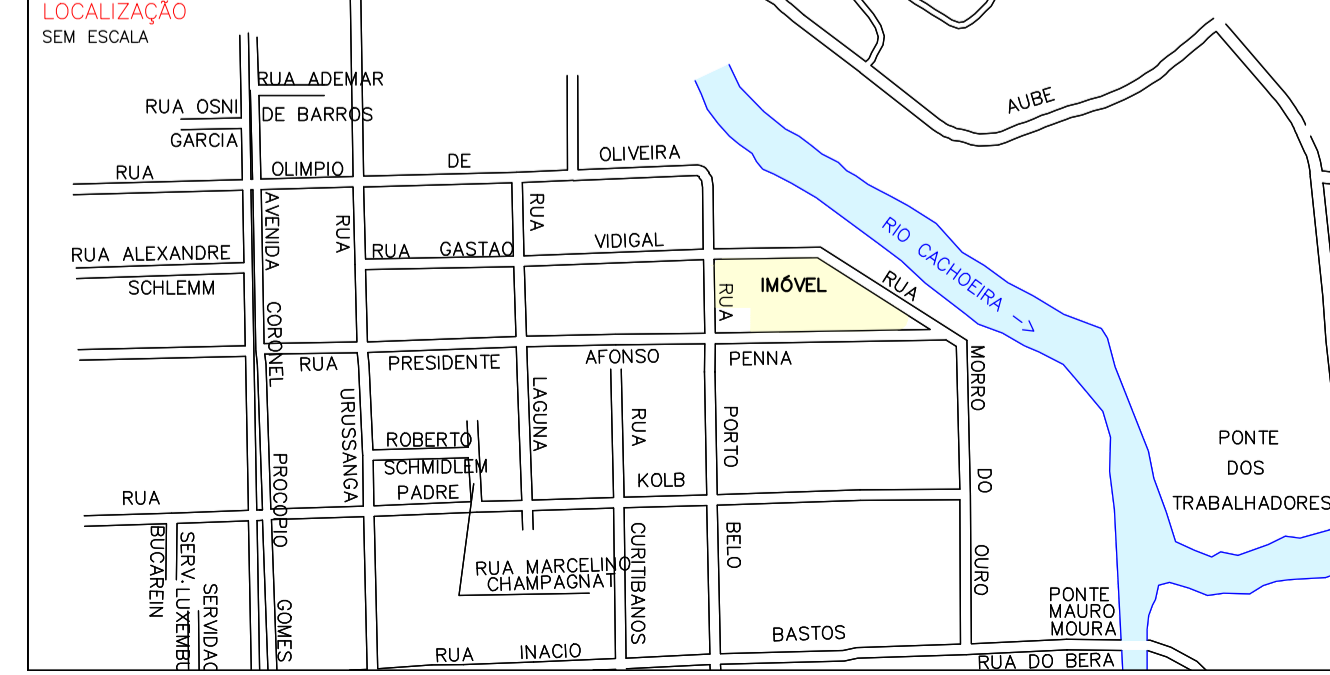 LOCALIZAÇÃO
SEM ESCALA
RUA ADEMAR
DE BARROS
RUA OSNI
GARCIA
AUBE
RUA OLIMPIO DE OLIVEIRA
AVENIDA CORONEL PROCOPIO GOMES
RUA URUSSANGA
RUA LAGUNA
RUA ALEXANDRE
SCHLEMM
RUA GASTAO VIDIGAL
IMÓVEL
RIO CACHOEIRA ->
RUA MORRO DO OURO
RUA PORTO BELO
RUA PRESIDENTE AFONSO PENNA
RUA CURITIBANOS
ROBERTO
SCHMIDLEM
RUA PADRE KOLB
PONTE
DOS
TRABALHADORES
BUCAREIN
SERV. LUXEMBU
SERVIDAO
RUA MARCELINO
CHAMPAGNAT
PONTE
MAURO
MOURA
RUA INACIO BASTOS
RUA DO BERA